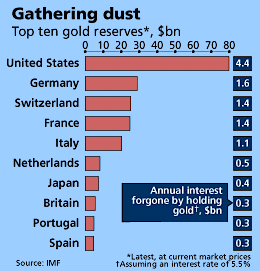 Gathering dust
Top ten gold reserves*, $bn
0 10 20 30 40 50 60 70 80
United States 4.4
Germany 1.6
Switzerland 1.4
France 1.4
Italy 1.1
Netherlands 0.5
Japan 0.4
Britain 0.3
Portugal 0.3
Spain 0.3
Annual interest
forgone by holding
gold†, $bn
*Latest, at current market prices
Source: IMF †Assuming an interest rate of 5.5%